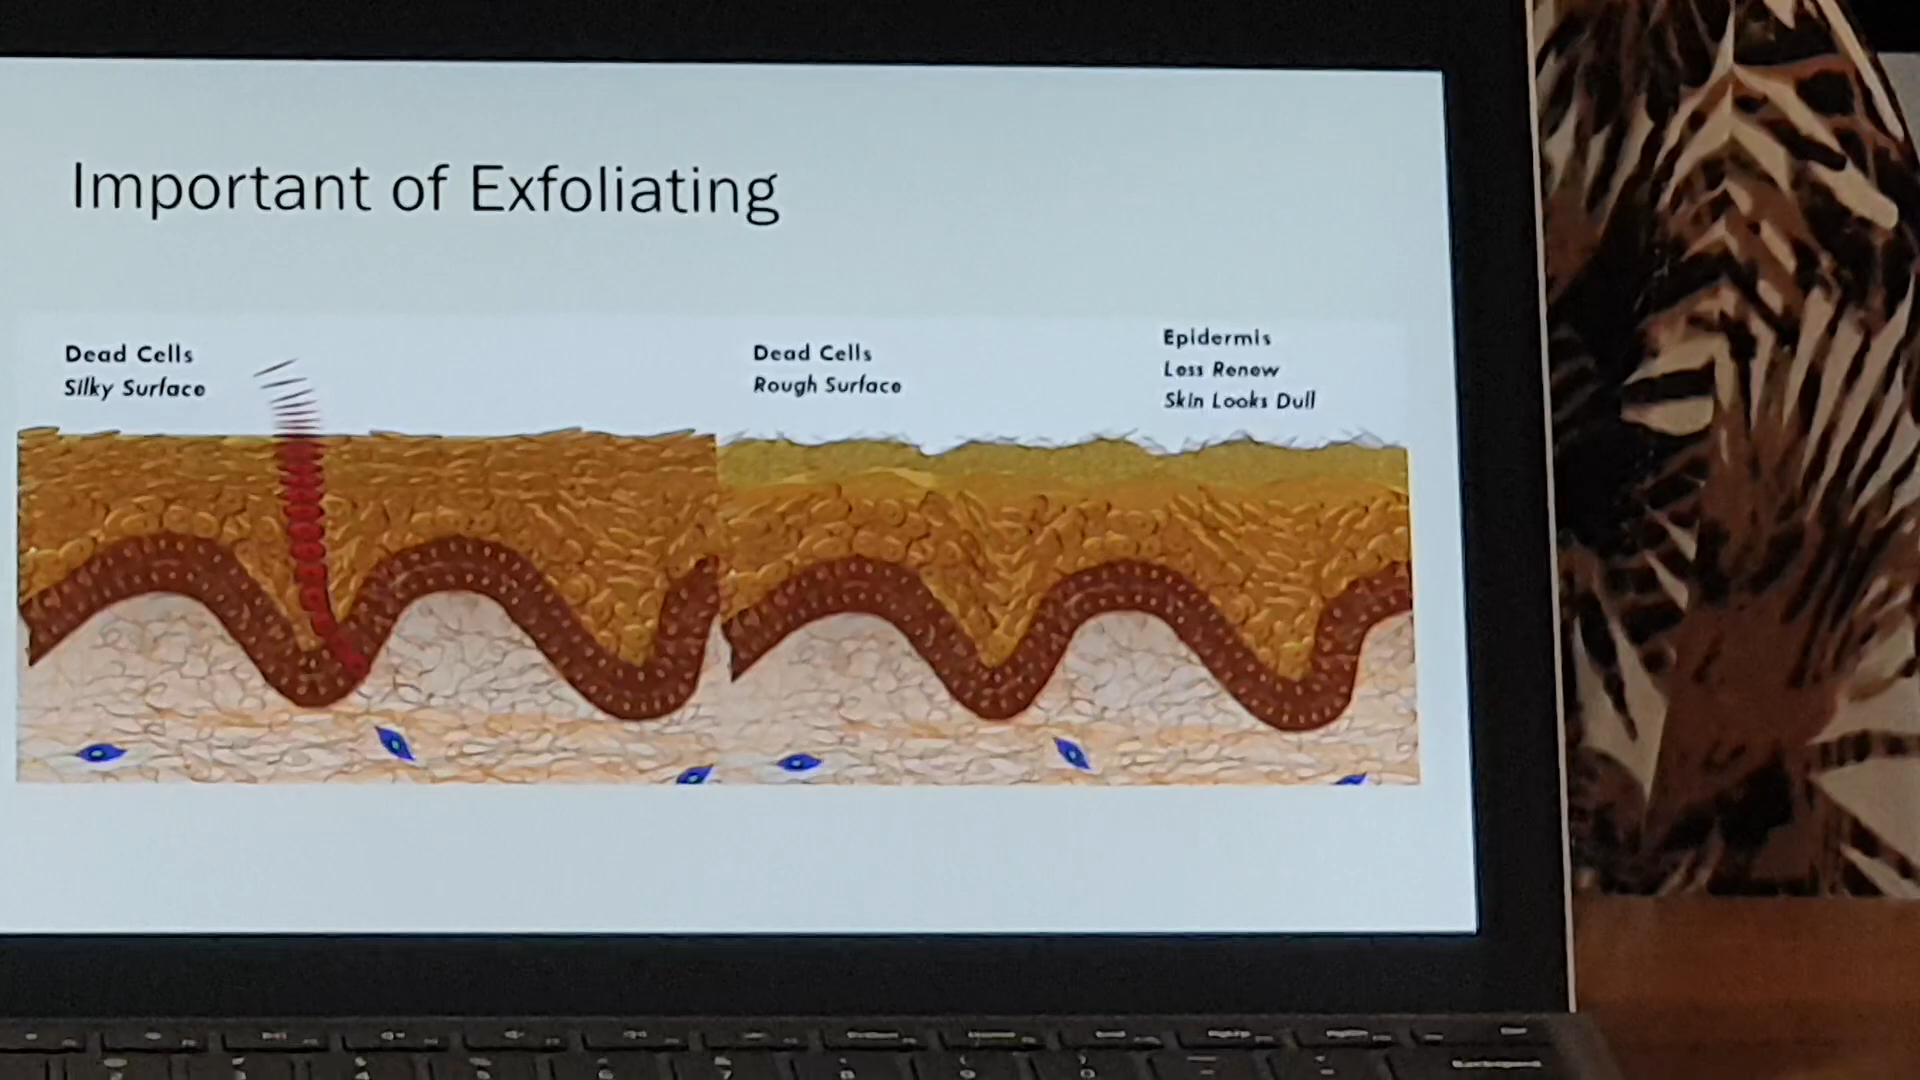 Important of Exfoliating
Dead Cells
Silky Surface
Dead Cells
Rough Surface
Epidermis
Less Renew
Skin Looks Dull